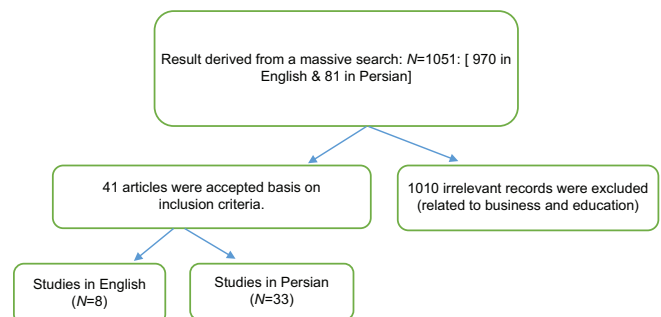 Result derived from a massive search: N=1051: [ 970 in
English & 81 in Persian]
41 articles were accepted basis on
inclusion criteria.
1010 irrelevant records were excluded
(related to business and education)
Studies in English
(N=8)
Studies in Persian
(N=33)